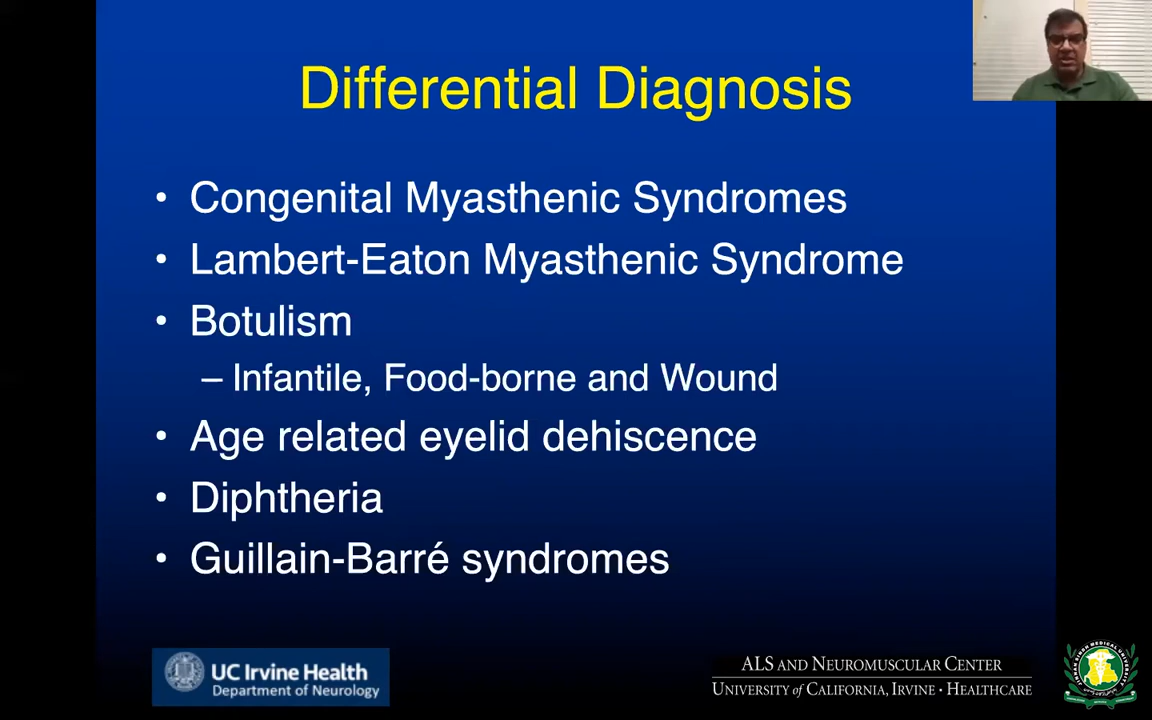 Differential Diagnosis
• Congenital Myasthenic Syndromes
• Lambert-Eaton Myasthenic Syndrome
• Botulism
– Infantile, Food-borne and Wound
• Age related eyelid dehiscence
• Diphtheria
• Guillain-Barré syndromes
UC Irvine Health
Department of Neurology
ALS AND NEUROMUSCULAR CENTER
UNIVERSITY of CALIFORNIA, IRVINE • HEALTHCARE